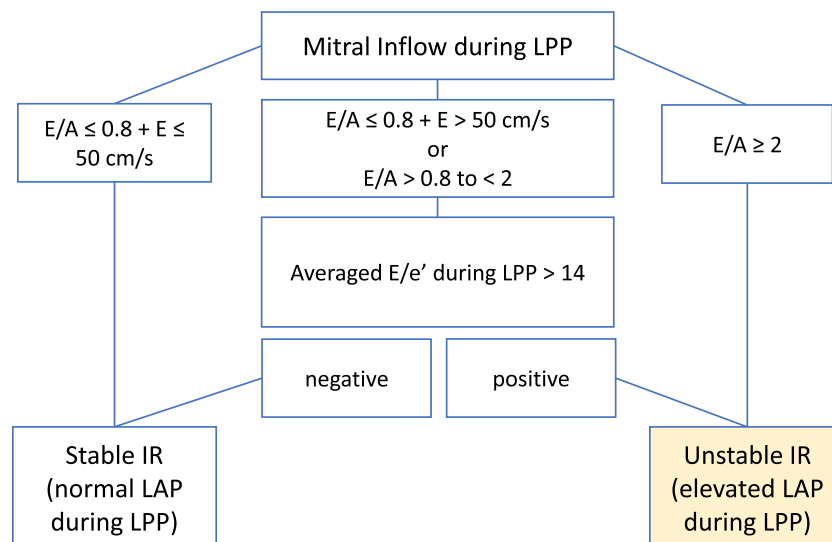 Mitral Inflow during LPP
E/A ≤ 0.8 + E ≤
50 cm/s
E/A ≤ 0.8 + E > 50 cm/s
or
E/A > 0.8 to < 2
E/A ≥ 2
Averaged E/e’ during LPP > 14
negative
positive
Stable IR
(normal LAP
during LPP)
Unstable IR
(elevated LAP
during LPP)